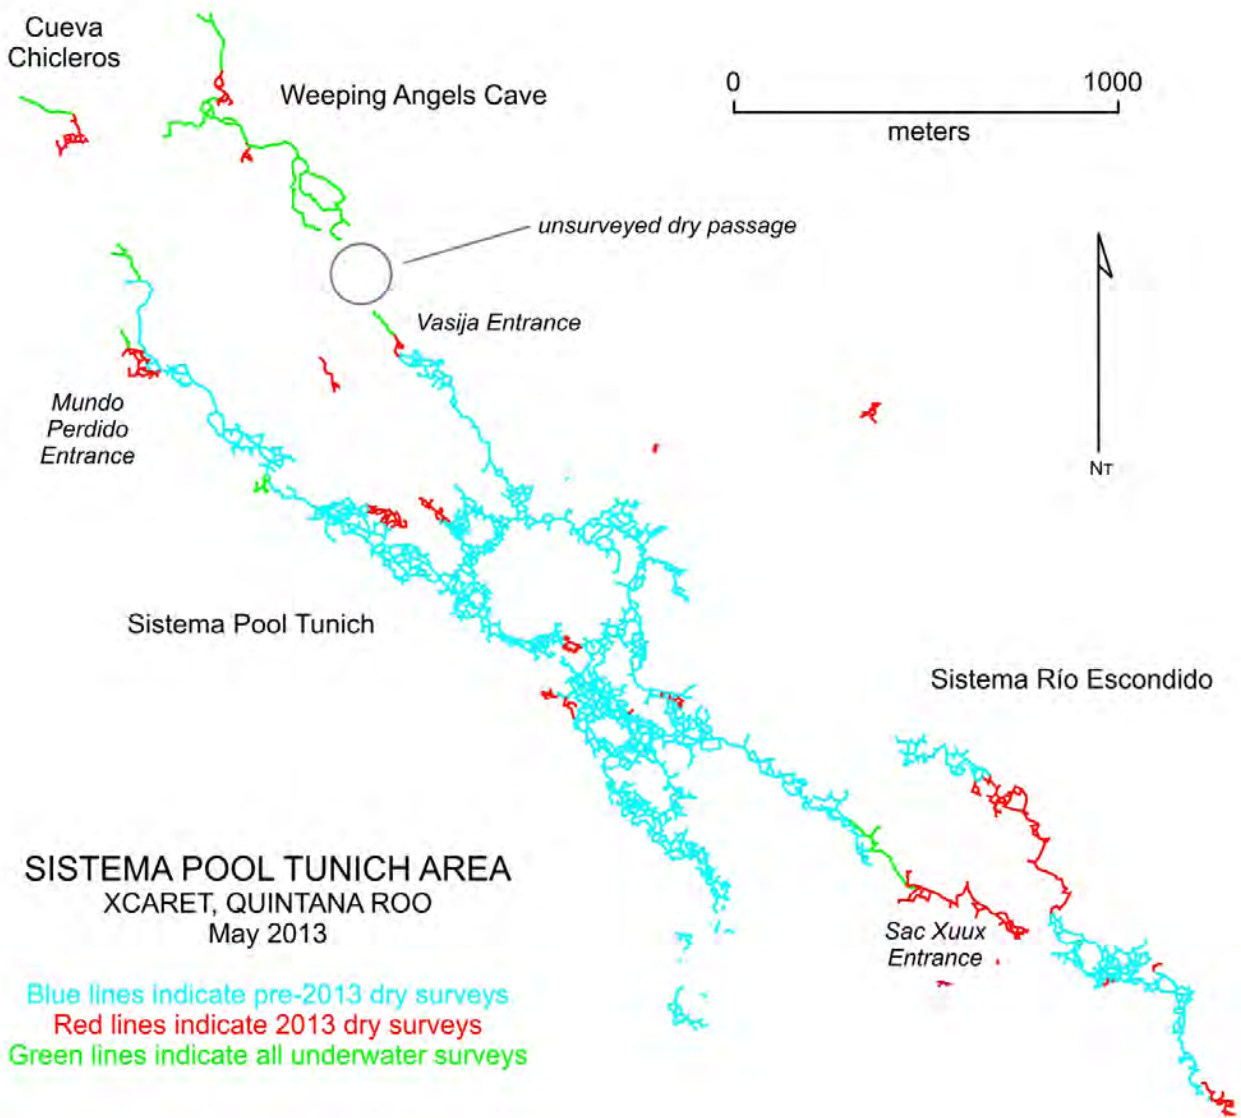 Cueva
Chicleros
Weeping Angels Cave
0 1000
meters
unsurveyed dry passage
Vasija Entrance
Mundo
Perdido
Entrance
NT
Sistema Pool Tunich
Sistema Río Escondido
SISTEMA POOL TUNICH AREA
XCARET, QUINTANA ROO
May 2013
Sac Xuux
Entrance
Blue lines indicate pre-2013 dry surveys
Red lines indicate 2013 dry surveys
Green lines indicate all underwater surveys